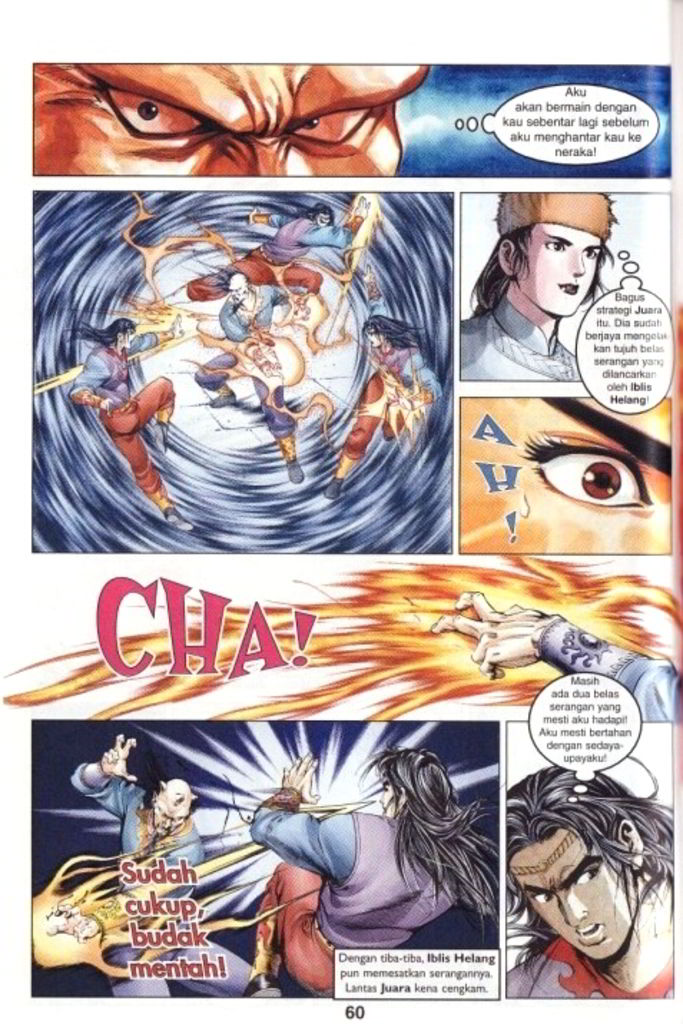 Aku
akan bermain dengan
kau sebentar lagi sebelum
aku menghantar kau ke
neraka!
Bagus
strategi Juara
itu. Dia sudah
berjaya mengelak-
kan tujuh belas
serangan yang
dilancarkan
oleh Iblis
Helang!
AH!
CHA!
Masih
ada dua belas
serangan yang
mesti aku hadapi!
Aku mesti bertahan
dengan sedaya-
upayaku!
Sudah
cukup,
budak
mentah!
Dengan tiba-tiba, Iblis Helang
pun memesatkan serangannya.
Lantas Juara kena cengkam.
60